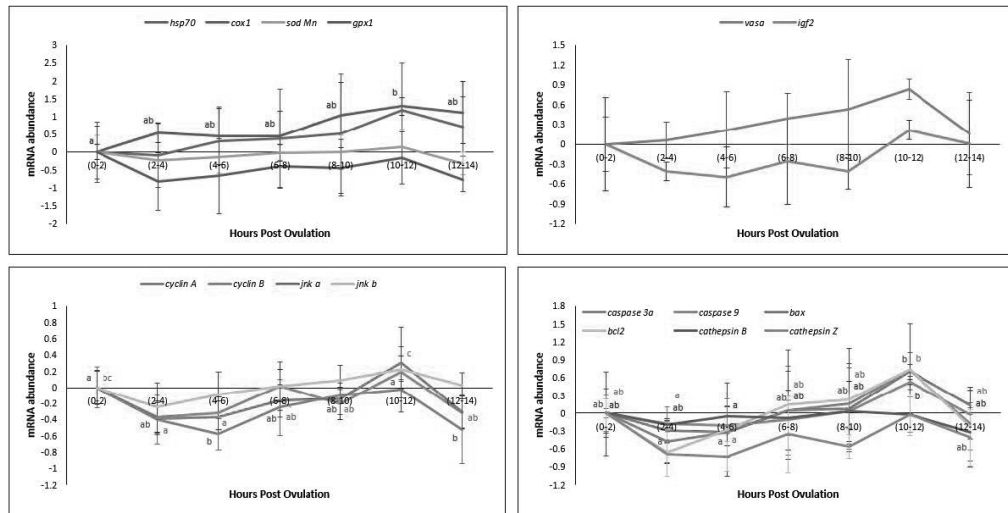 hsp70 cox1 sod Mn gpx1
3
2.5
2
1.5
1
0.5
0
-0.5
-1
-1.5
-2
mRNA abundance
a ab ab ab ab b ab
(0-2) (2-4) (4-6) (6-8) (8-10) (10-12) (12-14)
Hours Post Ovulation
vasa igf2
1.5
1.2
0.9
0.6
0.3
0
-0.3
-0.6
-0.9
-1.2
mRNA abundance
(0-2) (2-4) (4-6) (6-8) (8-10) (10-12) (12-14)
Hours Post Ovulation
cyclin A cyclin B jnk a jnk b
1
0.8
0.6
0.4
0.2
0
-0.2
-0.4
-0.6
-0.8
-1
-1.2
mRNA abundance
a bc c
(0-2) (2-4) (4-6) (6-8) (8-10) (10-12) (12-14)
a
ab a a ab ab ab ab
b b
Hours Post Ovulation
caspase 3a caspase 9 bax
bcl2 cathepsin B cathepsin Z
1.8
1.5
1.2
0.9
0.6
0.3
0
-0.3
-0.6
-0.9
-1.2
mRNA abundance
b b
ab a ab ab ab
ab ab a ab ab b ab
(0-2) (2-4) (4-6) (6-8) (8-10) (10-12) (12-14)
a a a ab
Hours Post Ovulation